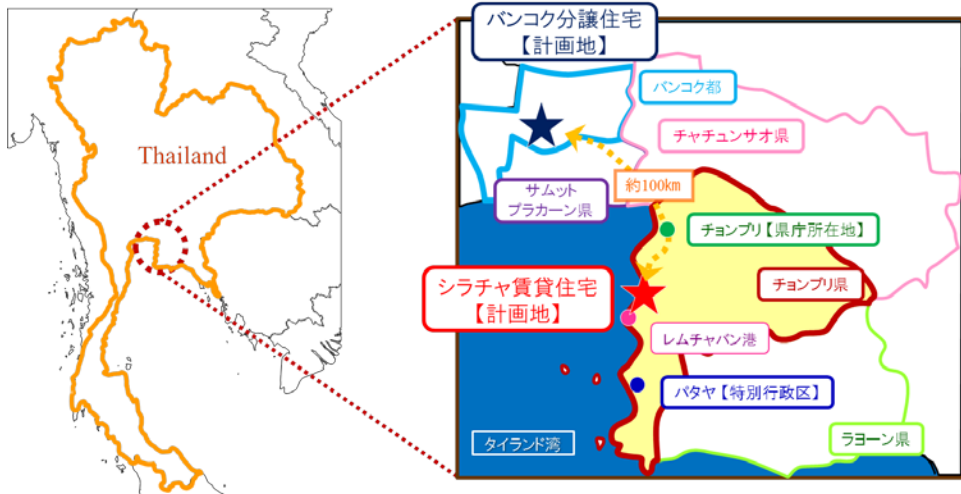 Thailand
バンコク分譲住宅
【計画地】
バンコク都
チャチュンサオ県
約100km
サムット
プラカーン県
チョンブリ【県庁所在地】
シラチャ賃貸住宅
【計画地】
チョンブリ県
レムチャバン港
パタヤ【特別行政区】
タイランド湾
ラヨーン県